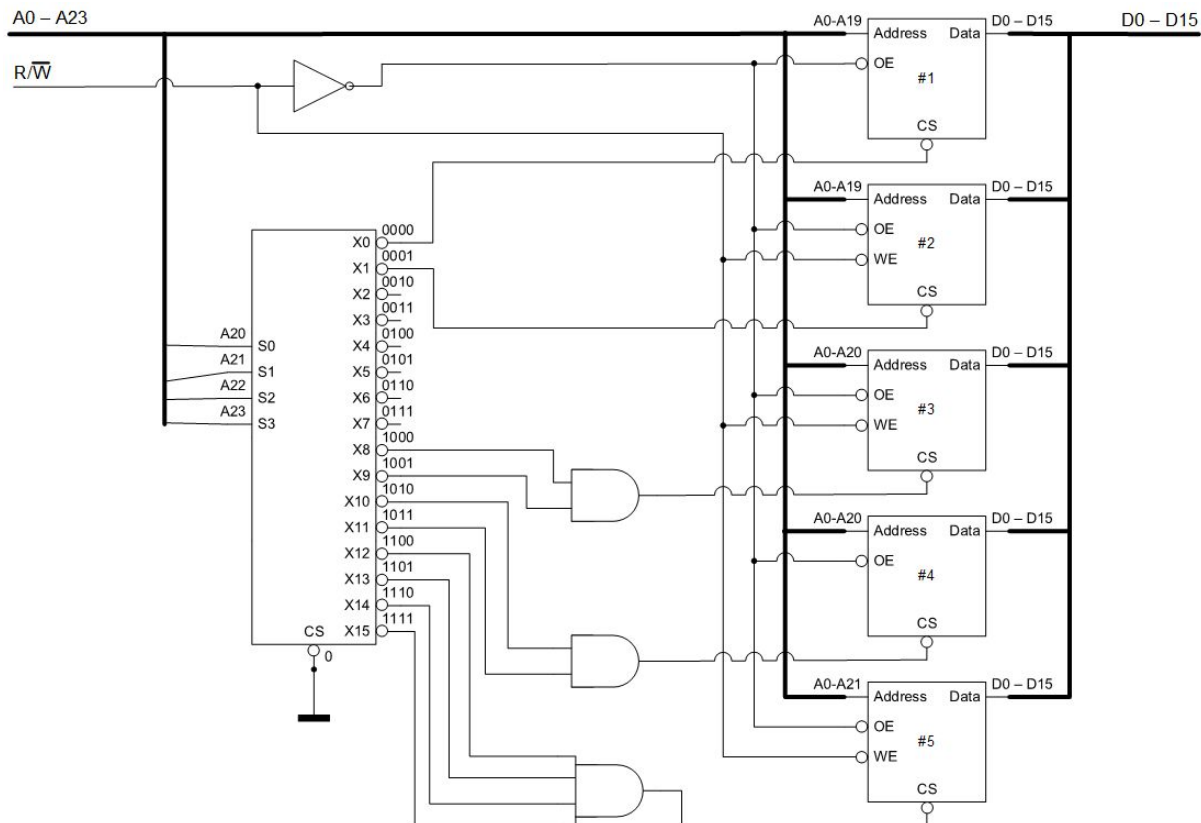 A0 – A23
A0-A19
D0 – D15
D0 – D15
Address
Data
R/W̅
OE
#1
CS
A0-A19
D0 – D15
Address
Data
OE
#2
WE
CS
X0
0000
X1
0001
X2
0010
X3
0011
A20
S0
X4
0100
A21
S1
X5
0101
A22
S2
X6
0110
A23
S3
X7
0111
X8
1000
X9
1001
X10
1010
X11
1011
X12
1100
X13
1101
X14
1110
CS
X15
1111
0
A0-A20
D0 – D15
Address
Data
OE
#3
WE
CS
A0-A20
D0 – D15
Address
Data
OE
#4
CS
A0-A21
D0 – D15
Address
Data
OE
#5
WE
CS